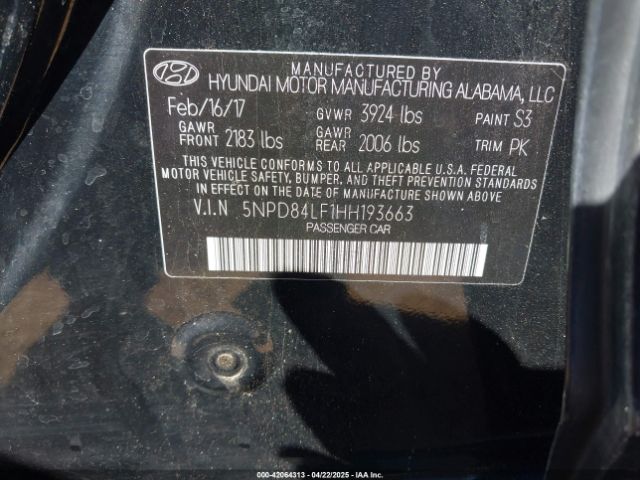 MANUFACTURED BY
HYUNDAI MOTOR MANUFACTURING ALABAMA, LLC
Feb/16/17 GVWR 3924 lbs PAINT S3
GAWR FRONT 2183 lbs GAWR REAR 2006 lbs TRIM PK
THIS VEHICLE CONFORMS TO ALL APPLICABLE U.S.A. FEDERAL
MOTOR VEHICLE SAFETY, BUMPER, AND THEFT PREVENTION STANDARDS
IN EFFECT ON THE DATE OF MANUFACTURE SHOWN ABOVE
V.I.N 5NPD84LF1HH193663
PASSENGER CAR
000-42064313 - 04/22/2025 - IAAI.COM